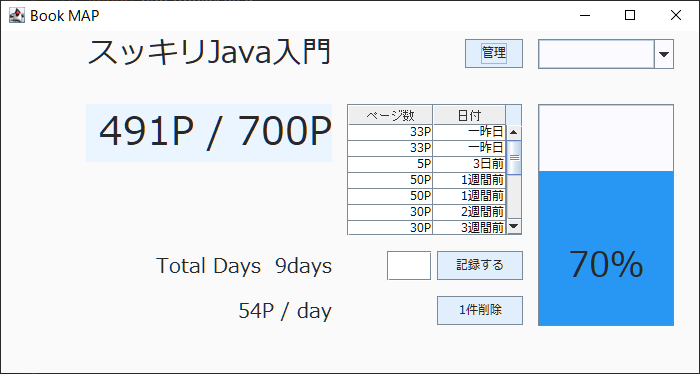 Book MAP
スッキリJava入門
管理
491P / 700P
ページ数 日付
33P 一昨日
33P 一昨日
5P 3日前
50P 1週間前
50P 1週間前
30P 2週間前
30P 3週間前
70%
Total Days 9days
記録する
54P / day
1件削除